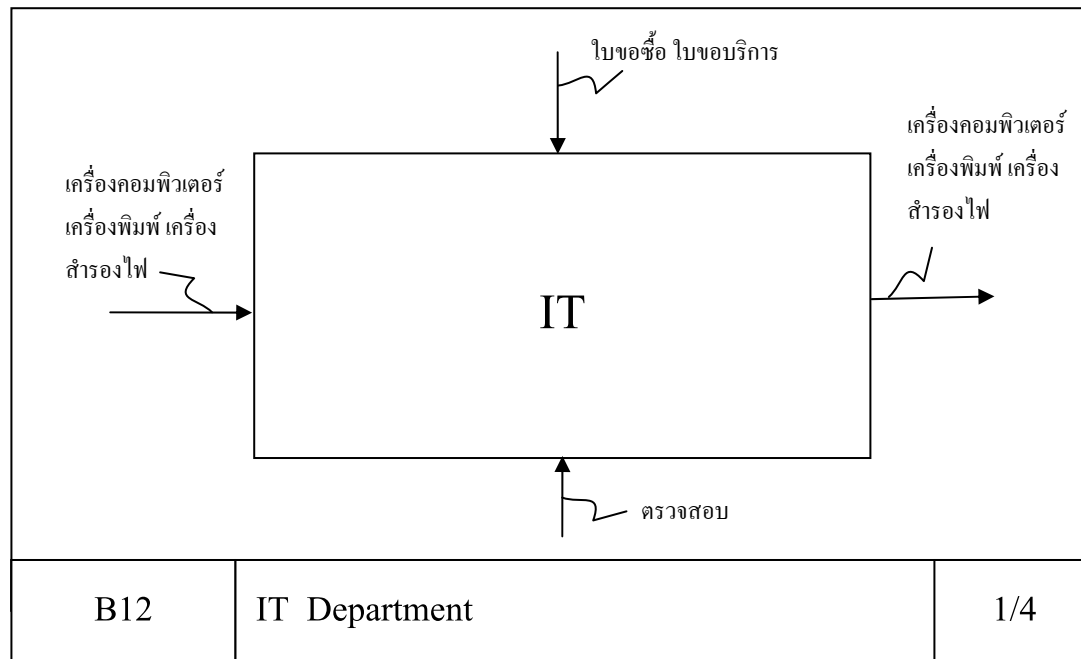 ใบขอซื้อ ใบขอบริการ
เครื่องคอมพิวเตอร์
เครื่องพิมพ์ เครื่อง
สำรองไฟ
เครื่องคอมพิวเตอร์
เครื่องพิมพ์ เครื่อง
สำรองไฟ
IT
ตรวจสอบ
B12
IT Department
1/4